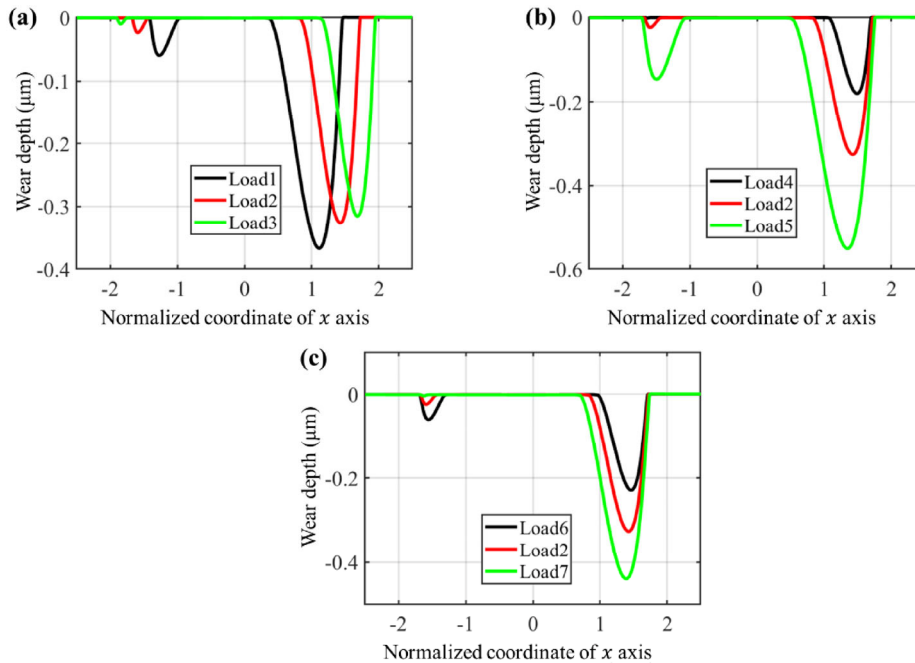 (a)
0
-0.1
-0.2
-0.3
-0.4
Wear depth (μm)
Load1
Load2
Load3
-2 -1 0 1 2
Normalized coordinate of x axis
(b)
0
-0.2
-0.4
-0.6
Wear depth (μm)
Load4
Load2
Load5
-2 -1 0 1 2
Normalized coordinate of x axis
(c)
0
-0.2
-0.4
Wear depth (μm)
Load6
Load2
Load7
-2 -1 0 1 2
Normalized coordinate of x axis